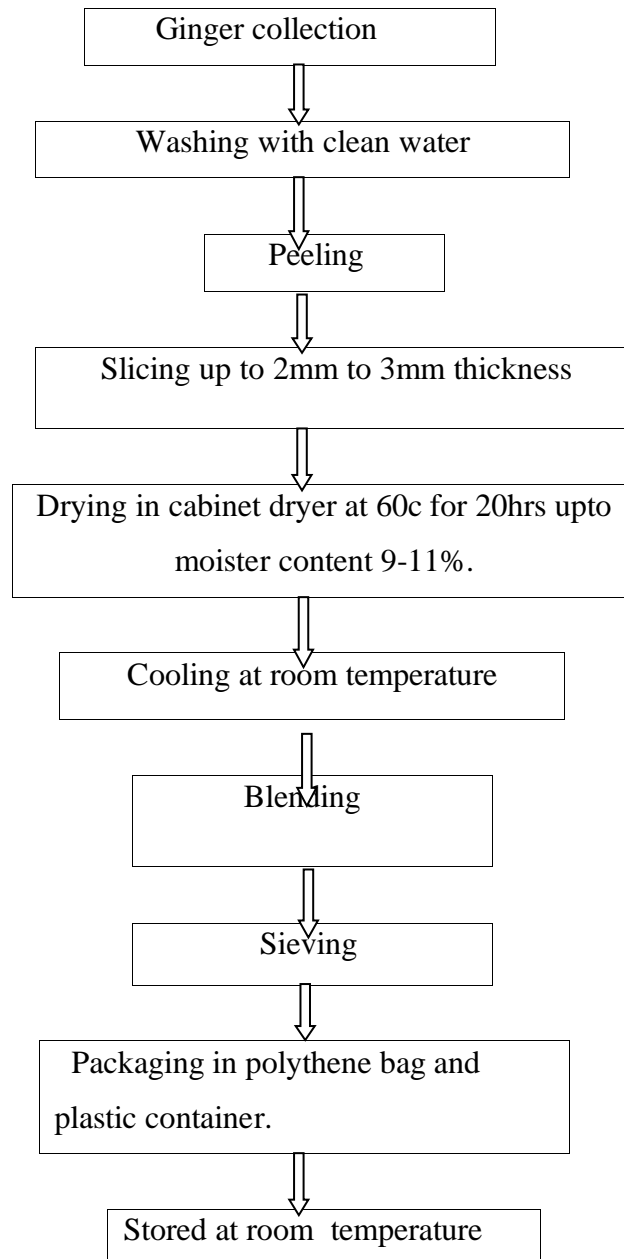 Ginger collection
Washing with clean water
Peeling
Slicing up to 2mm to 3mm thickness
Drying in cabinet dryer at 60c for 20hrs upto
moister content 9-11%.
Cooling at room temperature
Blending
Sieving
Packaging in polythene bag and
plastic container.
Stored at room temperature